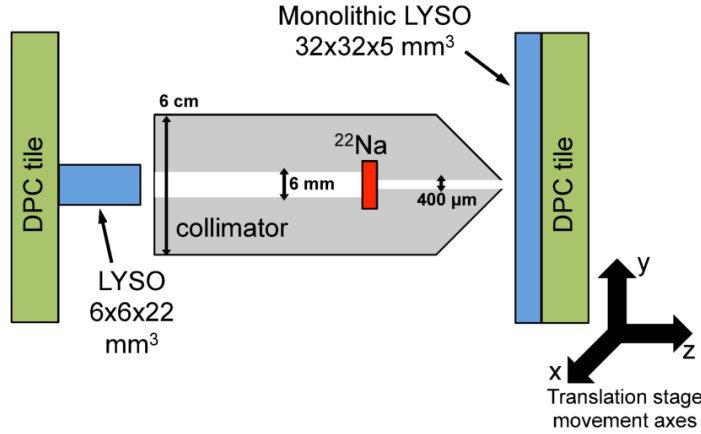 Monolithic LYSO
32x32x5 mm³
6 cm
²²Na
DPC tile
6 mm
400 µm
DPC tile
collimator
LYSO
6x6x22
mm³
y
z
x
Translation stage
movement axes